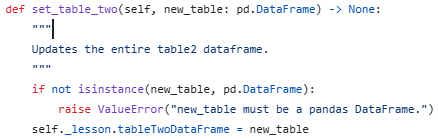 def set_table_two(self, new_table: pd.DataFrame) -> None:
    """
    Updates the entire table2 dataframe.
    """
    if not isinstance(new_table, pd.DataFrame):
        raise ValueError("new_table must be a pandas DataFrame.")
    self._lesson.tableTwoDataFrame = new_table